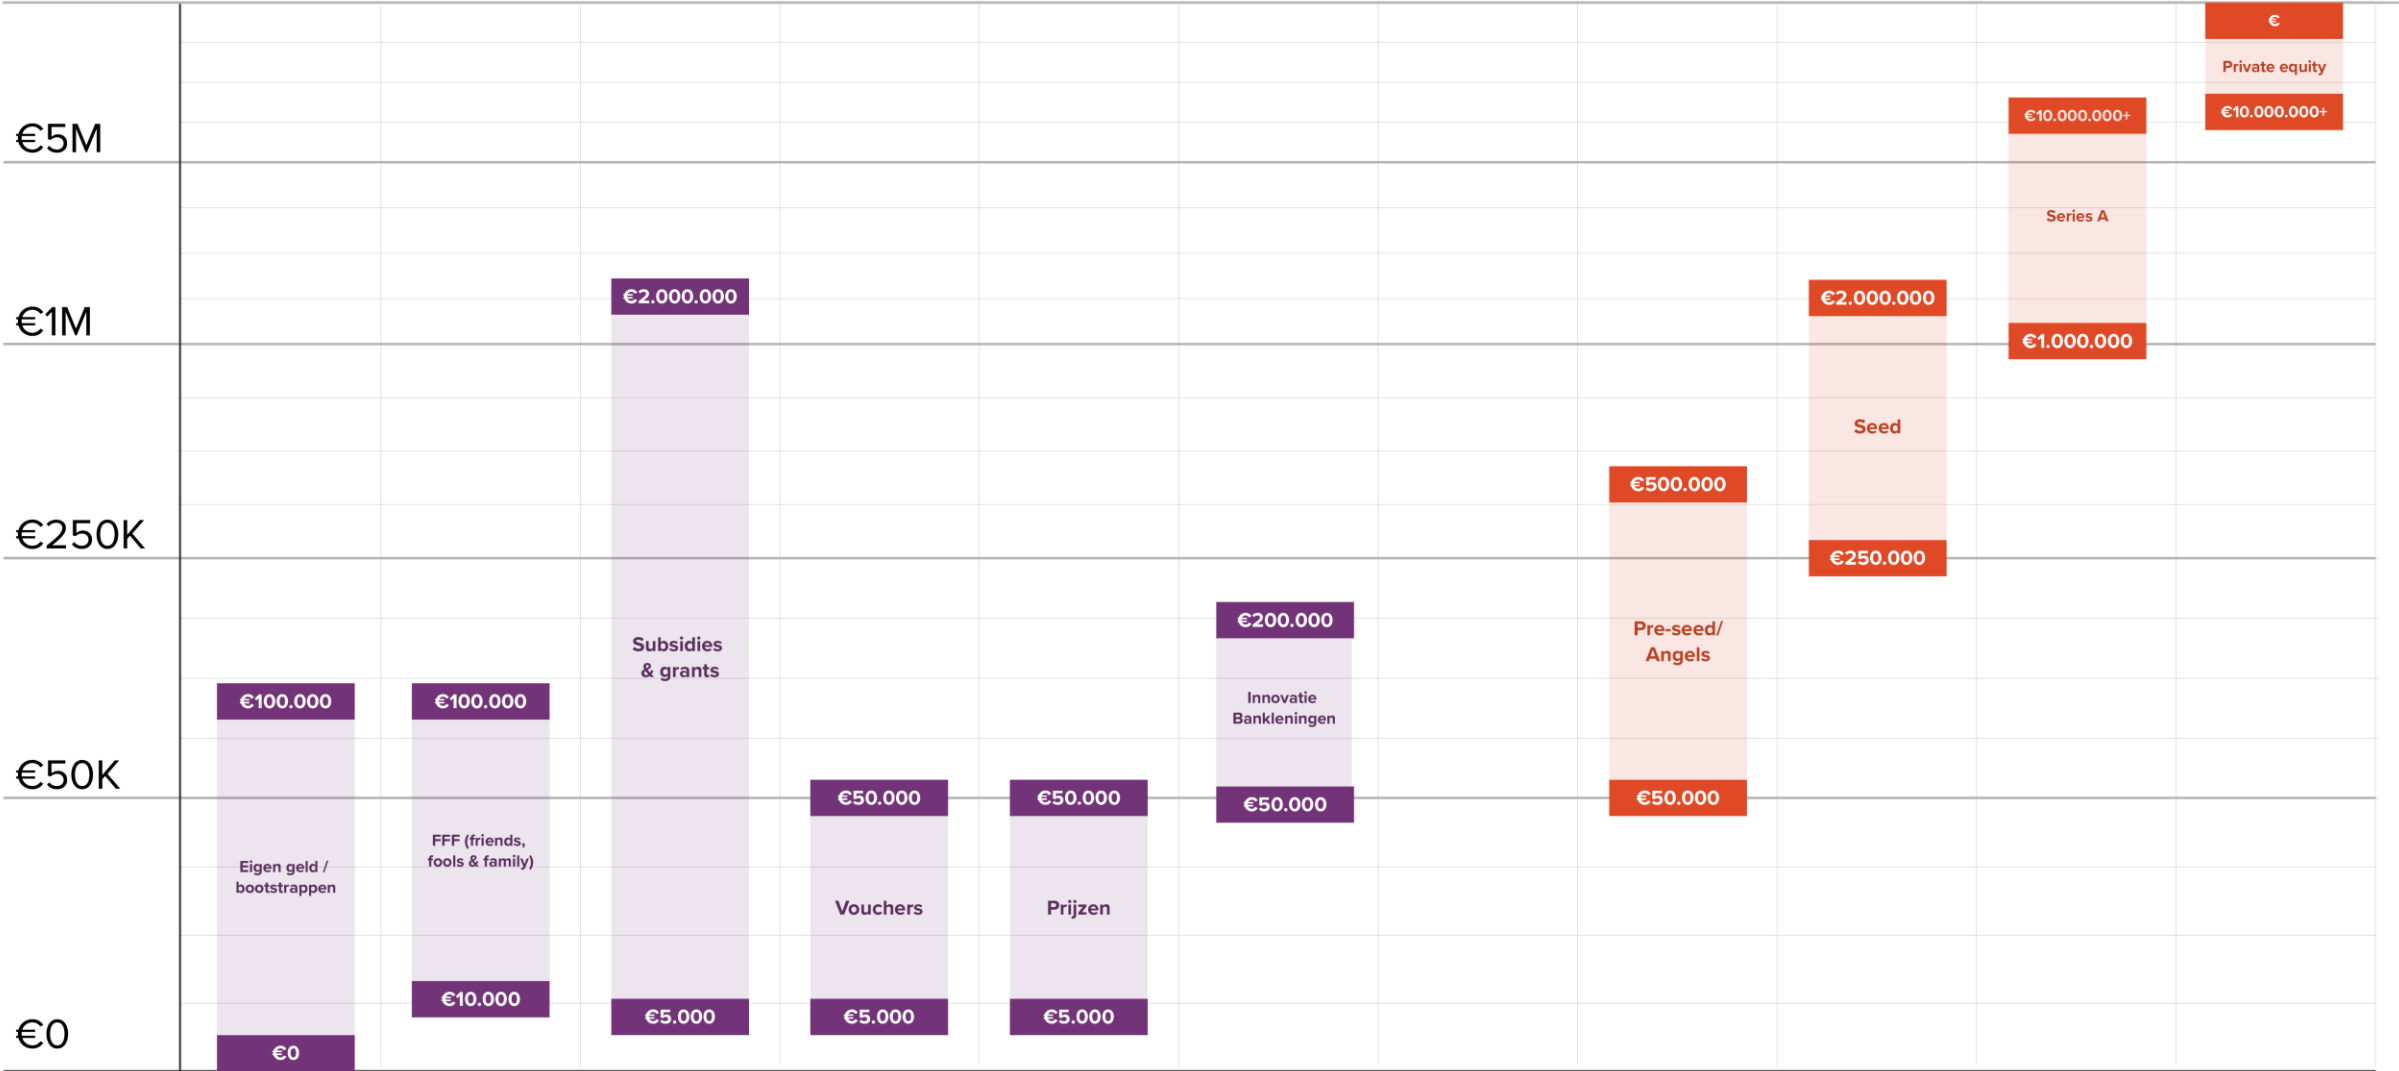 €
Private equity
€10.000.000+
€10.000.000+
€5M
Series A
€2.000.000
€2.000.000
€1M
€1.000.000
Seed
€500.000
€250K
€250.000
€200.000
Pre-seed/
Angels
Subsidies
& grants
€100.000
€100.000
Innovatie
Bankleningen
€50K
€50.000
€50.000
€50.000
€50.000
FFF (friends,
fools & family)
Eigen geld /
bootstrappen
Vouchers
Prijzen
€10.000
€5.000
€5.000
€5.000
€0
€0